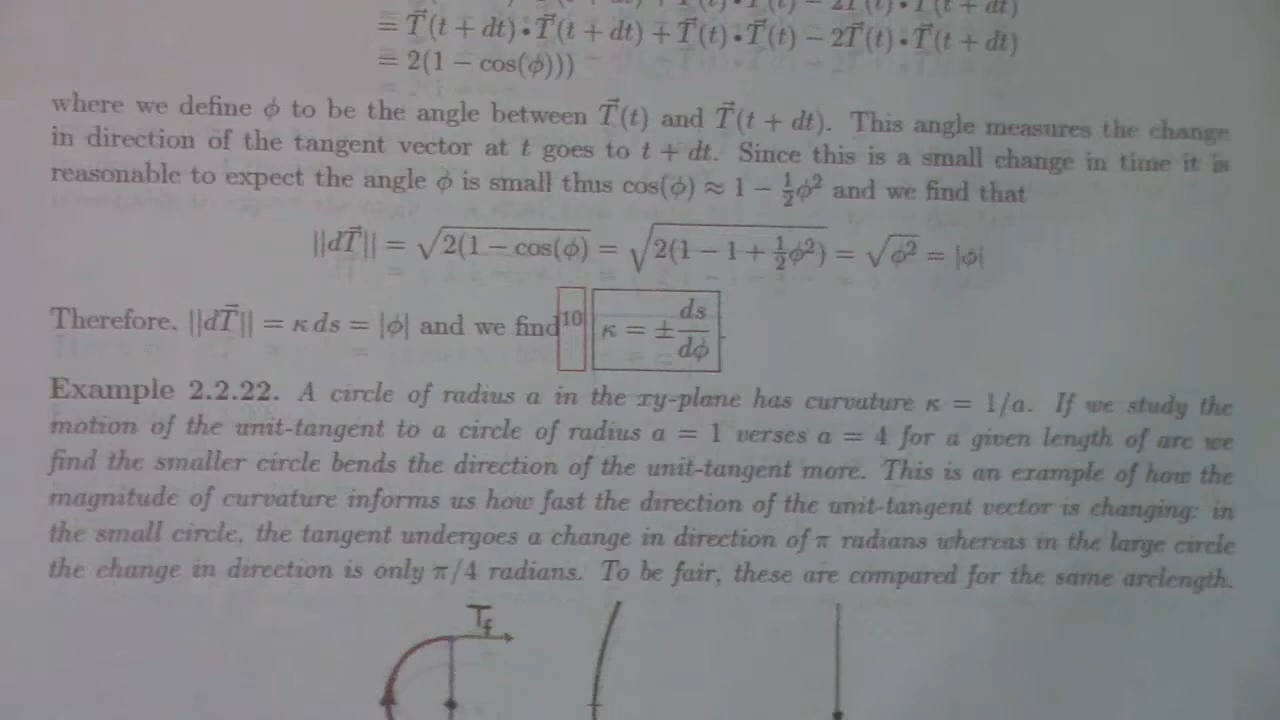 = T⃗(t + dt)•T⃗(t + dt) + T⃗(t)•T⃗(t) − 2T⃗(t)•T⃗(t + dt)
= 2(1 − cos(ϕ)))
where we define ϕ to be the angle between T⃗(t) and T⃗(t + dt). This angle measures the change
in direction of the tangent vector at t goes to t + dt. Since this is a small change in time it is
reasonable to expect the angle ϕ is small thus cos(ϕ) ≈ 1 − ½ϕ² and we find that
||dT⃗|| = √2(1 − cos(ϕ) = √2(1 − 1 + ½ϕ²) = √ϕ² = |ϕ|
Therefore, ||dT⃗|| = κ ds = |ϕ| and we find¹⁰ κ = ± ds/dϕ.
Example 2.2.22. A circle of radius a in the xy-plane has curvature κ = 1/a. If we study the
motion of the unit-tangent to a circle of radius a = 1 verses a = 4 for a given length of arc we
find the smaller circle bends the direction of the unit-tangent more. This is an example of how the
magnitude of curvature informs us how fast the direction of the unit-tangent vector is changing: in
the small circle, the tangent undergoes a change in direction of π radians whereas in the large circle
the change in direction is only π/4 radians. To be fair, these are compared for the same arclength.
T_f